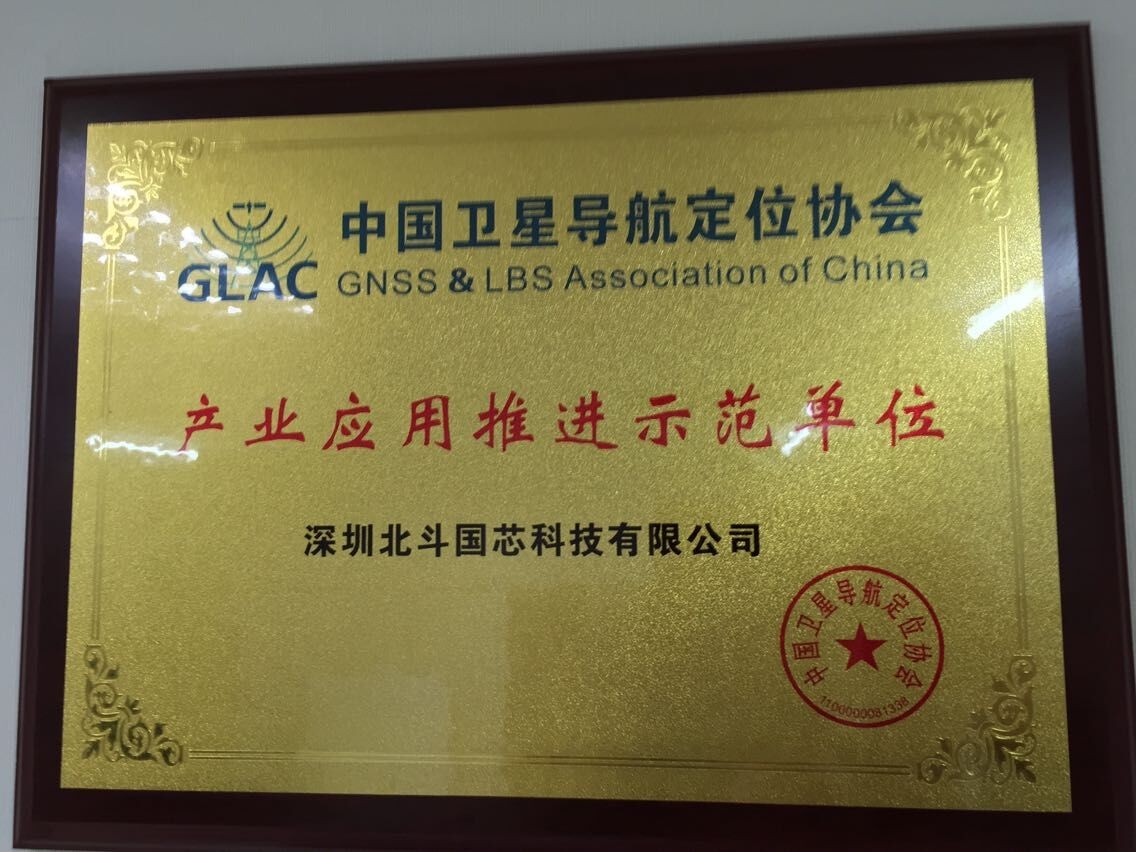 中国卫星导航定位协会
GLAC GNSS & LBS Association of China
产业应用推进示范单位
深圳北斗国芯科技有限公司
中国卫星导航定位协会
1100000081338